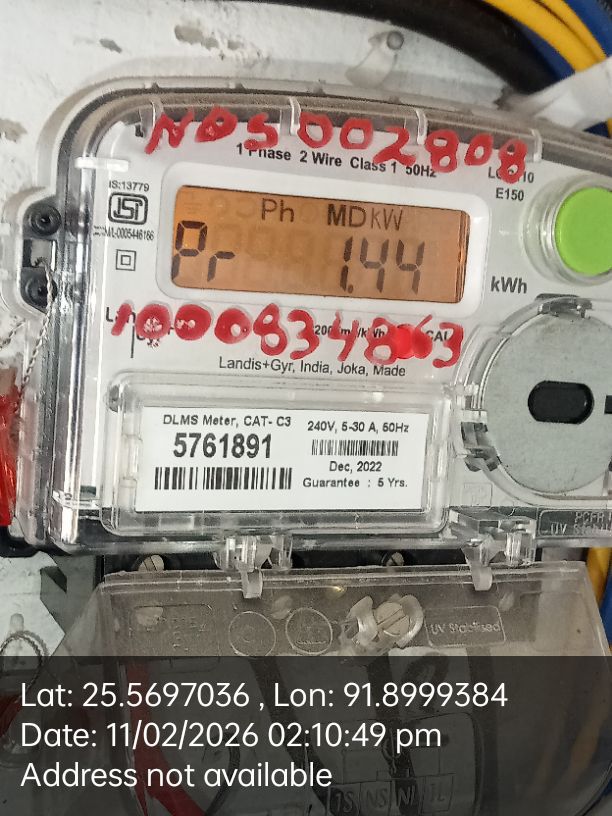 NDS002808
1 Phase 2 Wire Class 1 50Hz
IS:13779
E150
Ph MD kW
Pr 1.44
kWh
10008348063
Landis+Gyr, India, Joka, Made
DLMS Meter, CAT- C3
240V, 5-30 A, 50Hz
5761891
Dec, 2022
Guarantee : 5 Yrs.
UV Stabilised
Lat: 25.5697036 , Lon: 91.8999384
Date: 11/02/2026 02:10:49 pm
Address not available